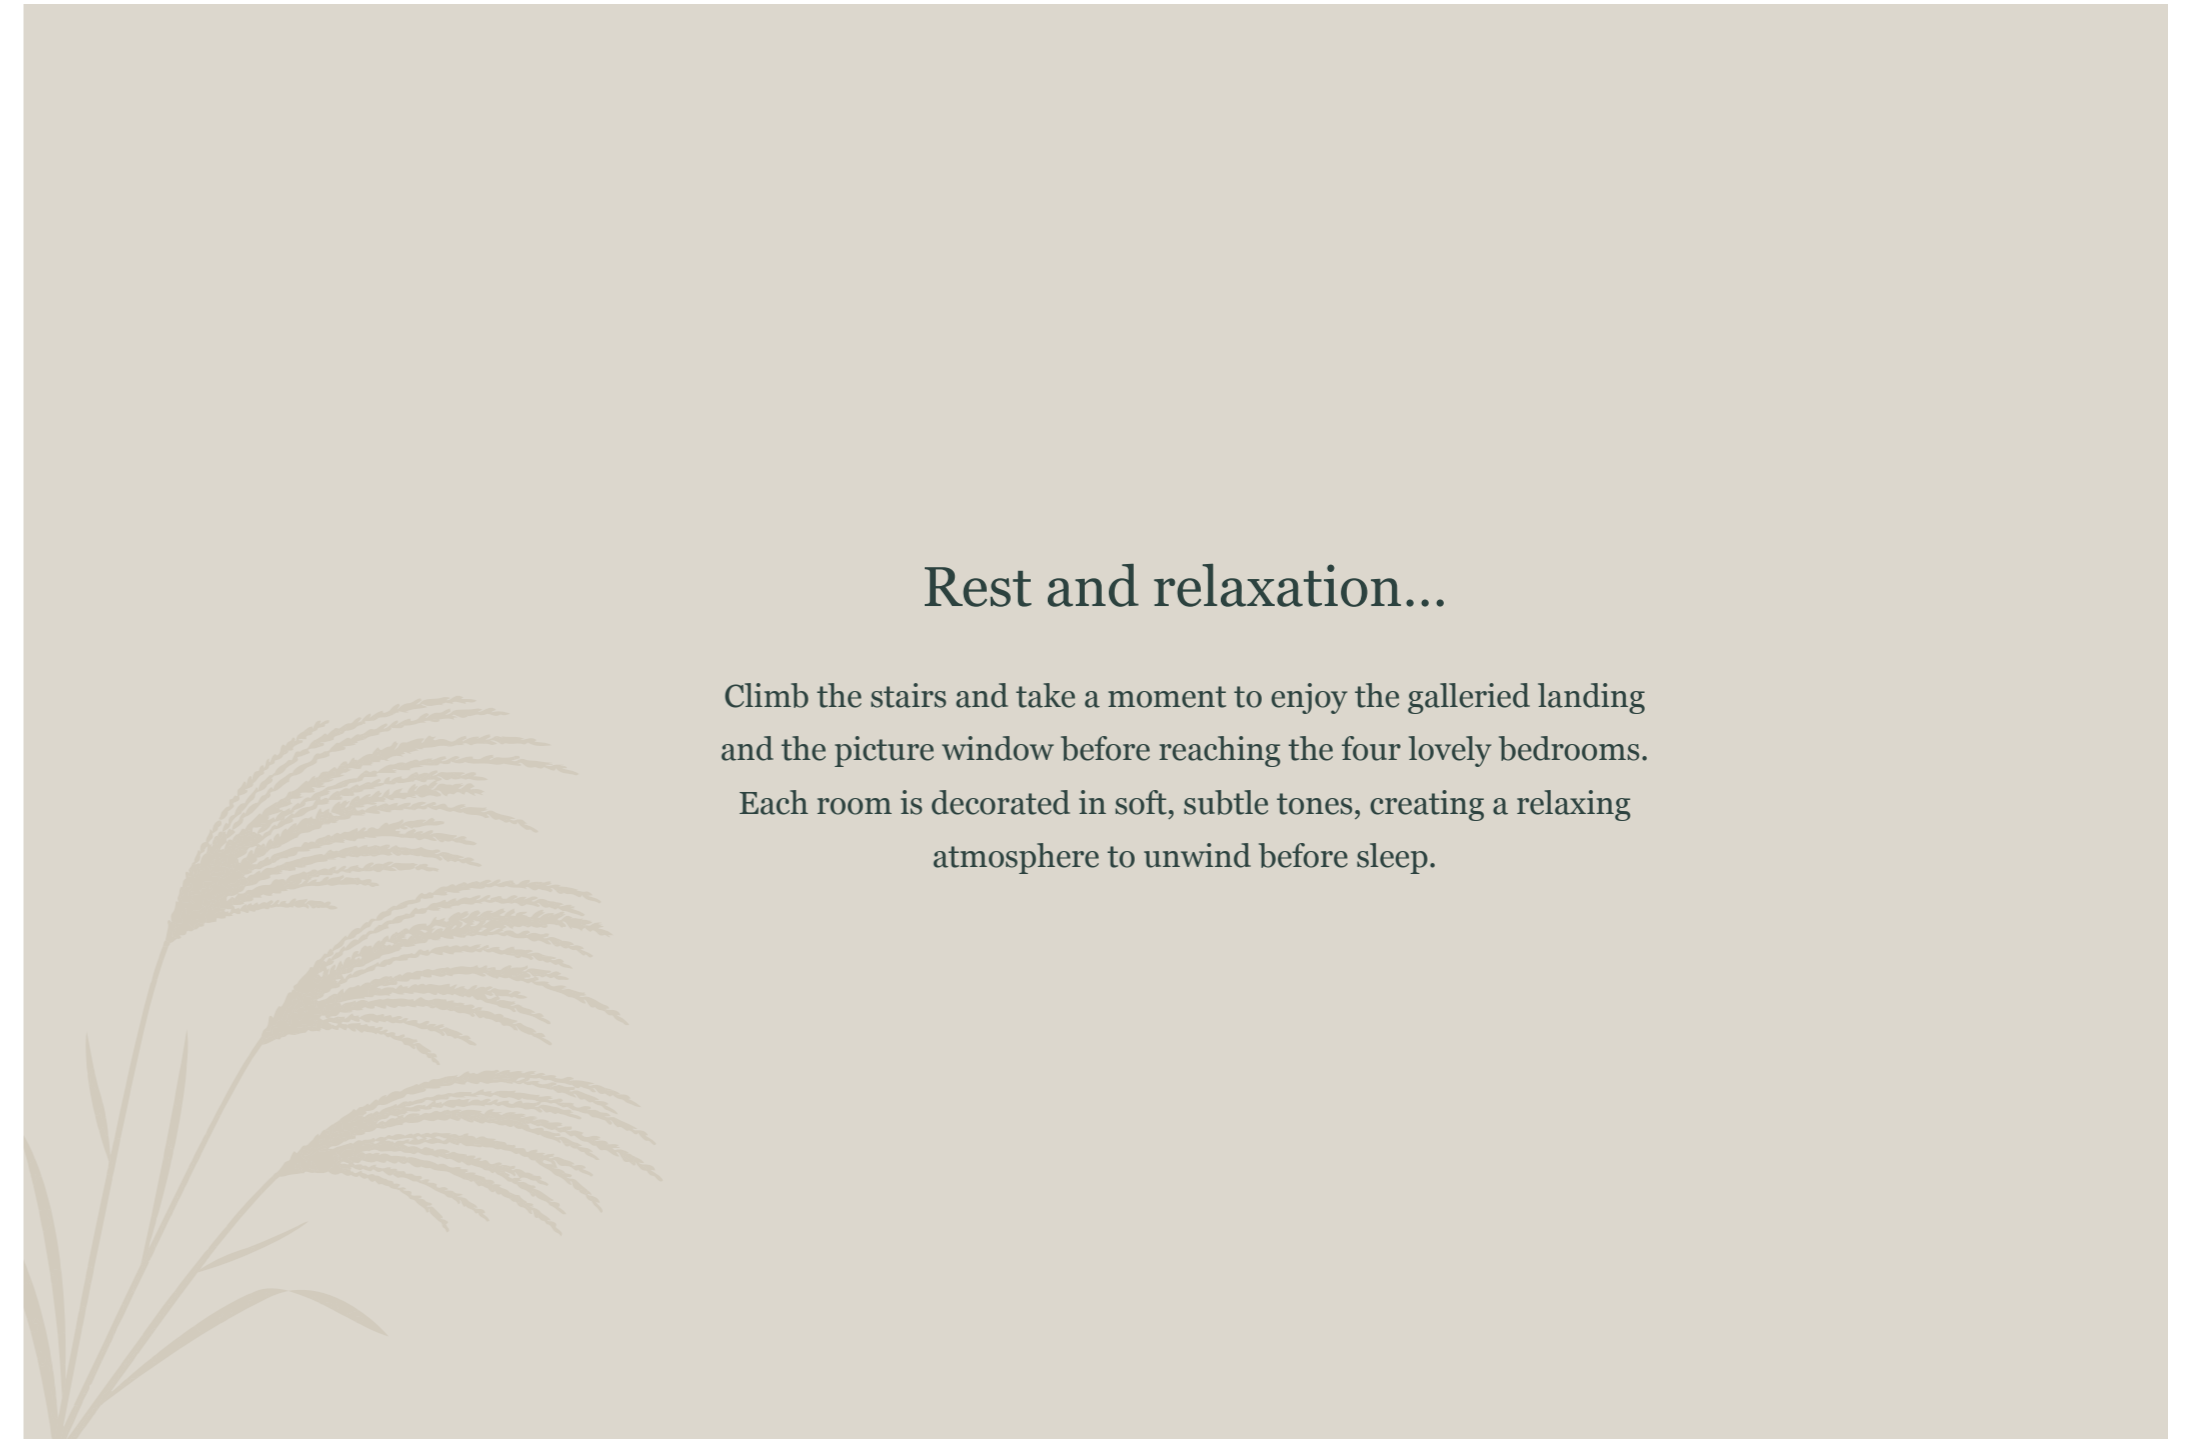 Rest and relaxation...
Climb the stairs and take a moment to enjoy the galleried landing
and the picture window before reaching the four lovely bedrooms.
Each room is decorated in soft, subtle tones, creating a relaxing
atmosphere to unwind before sleep.